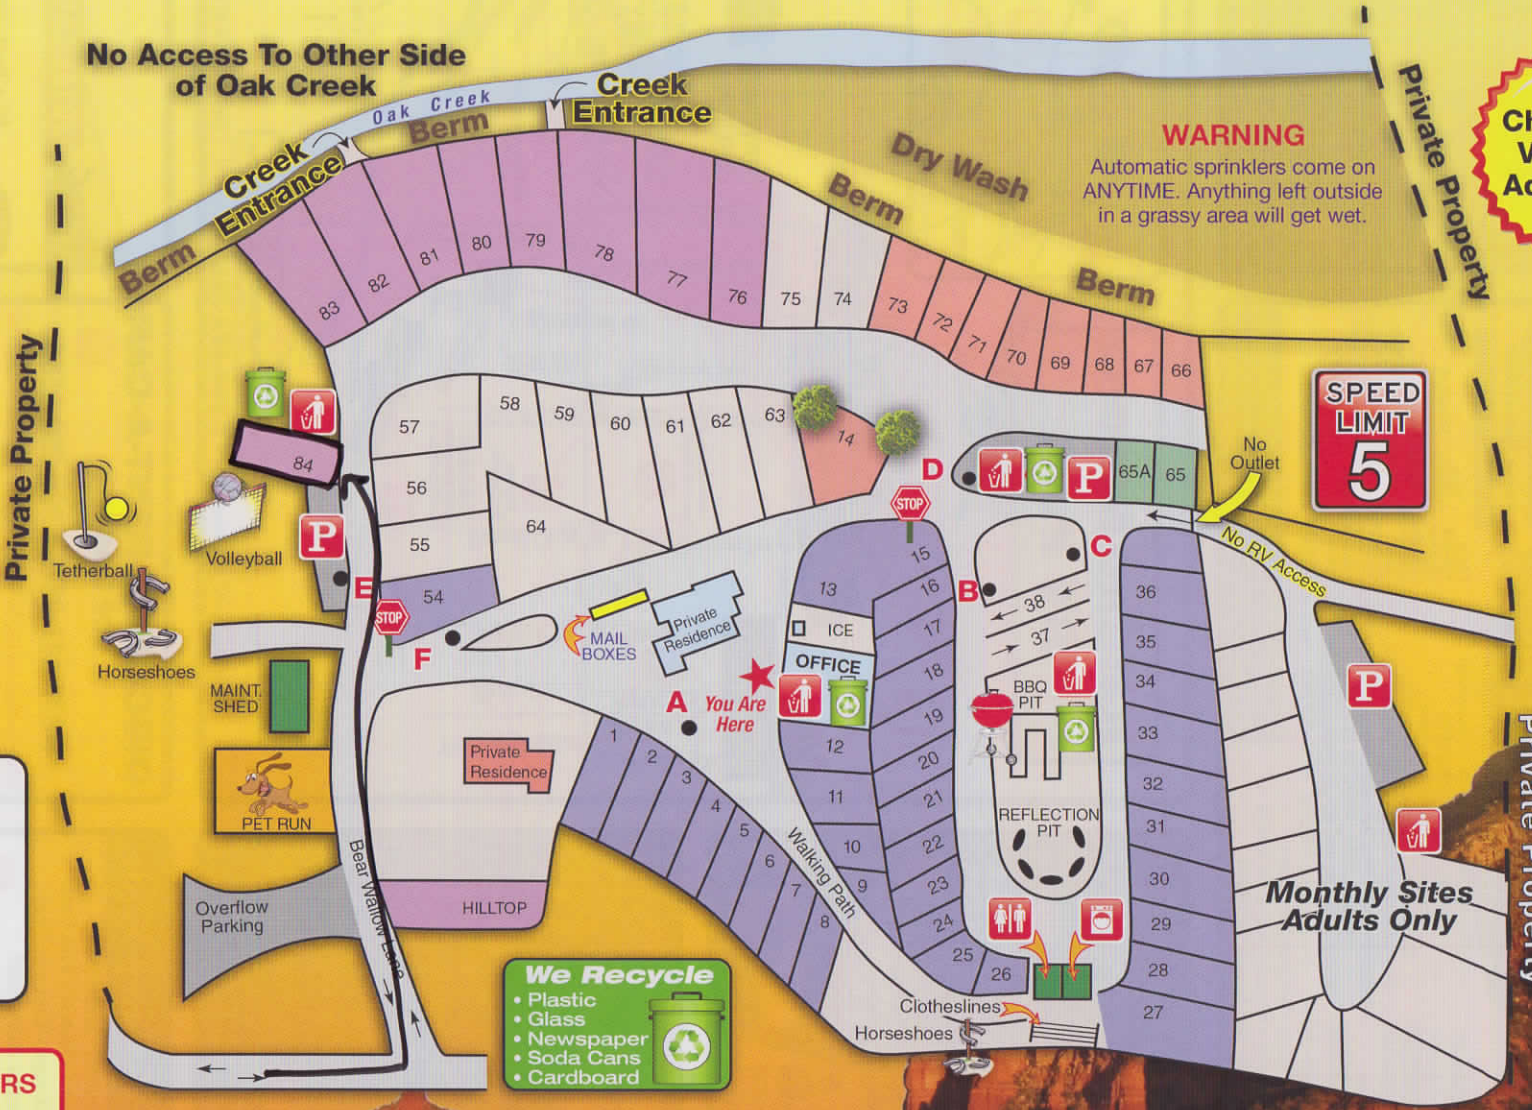 No Access To Other Side
of Oak Creek
Oak Creek
Creek
Entrance
Creek
Entrance
Berm
Berm
Berm
Berm
Dry Wash
WARNING
Automatic sprinklers come on
ANYTIME. Anything left outside
in a grassy area will get wet.
Private Property
Private Property
Private Property
83
82
81
80
79
78
77
76
75
74
73
72
71
70
69
68
67
66
SPEED
LIMIT
5
No
Outlet
No RV Access
84
P
Volleyball
Tetherball
Horseshoes
E
57
58
59
60
61
62
63
14
56
55
64
54
STOP
F
D
P
65A
65
STOP
C
B
38
37
MAIL
BOXES
Private
Residence
A
You Are
Here
13
ICE
OFFICE
12
11
10
9
15
16
17
18
19
20
21
22
23
24
25
26
BBQ
PIT
REFLECTION
PIT
36
35
34
33
32
31
30
29
28
27
P
Monthly Sites
Adults Only
MAINT.
SHED
PET RUN
Overflow
Parking
Bear Wallow Lane
Private
Residence
HILLTOP
1
2
3
4
5
6
7
8
Walking Path
Clotheslines
Horseshoes
We Recycle
• Plastic
• Glass
• Newspaper
• Soda Cans
• Cardboard
RS